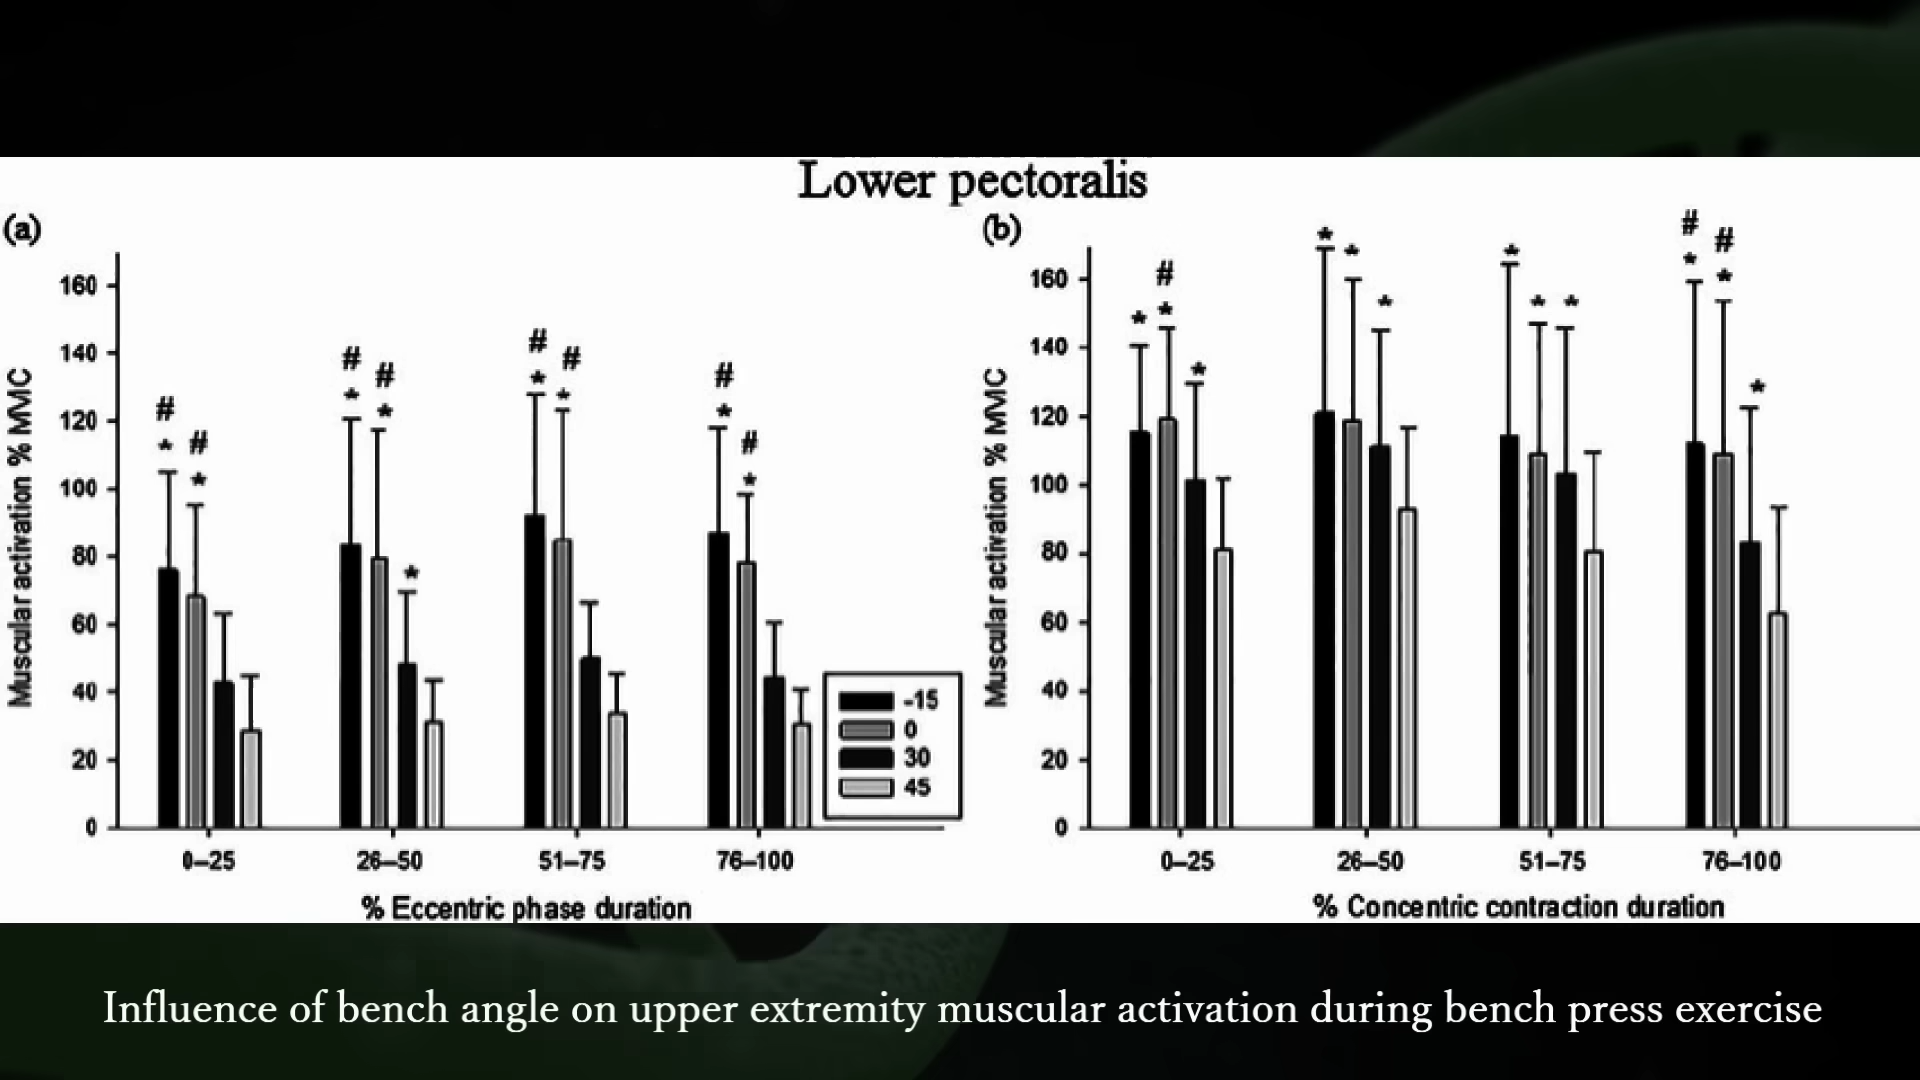 Lower pectoralis
(a)
Muscular activation % MVIC
160
140
120
100
80
60
40
20
0
# * # *
# * # * *
# * # *
# * # *
-15
0
30
45
0–25 26–50 51–75 76–100
% Eccentric phase duration
(b)
Muscular activation % MVIC
160
140
120
100
80
60
40
20
0
* # * *
* * *
* * *
# * # * *
0–25 26–50 51–75 76–100
% Concentric contraction duration
Influence of bench angle on upper extremity muscular activation during bench press exercise